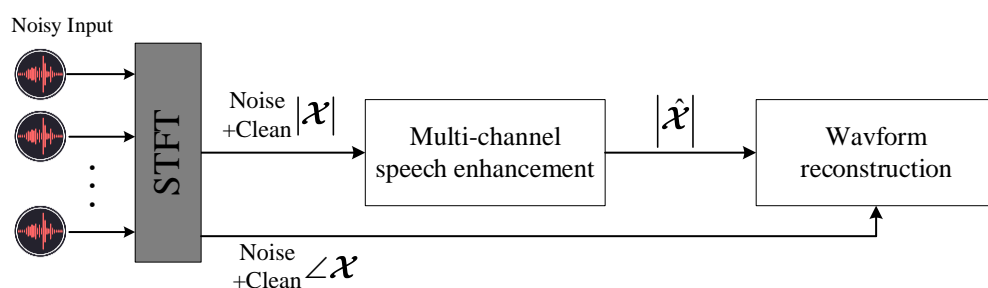 Noisy Input
STFT
Noise
+Clean |𝓧|
Multi-channel
speech enhancement
|𝓧̂|
Wavform
reconstruction
Noise
+Clean ∠𝓧